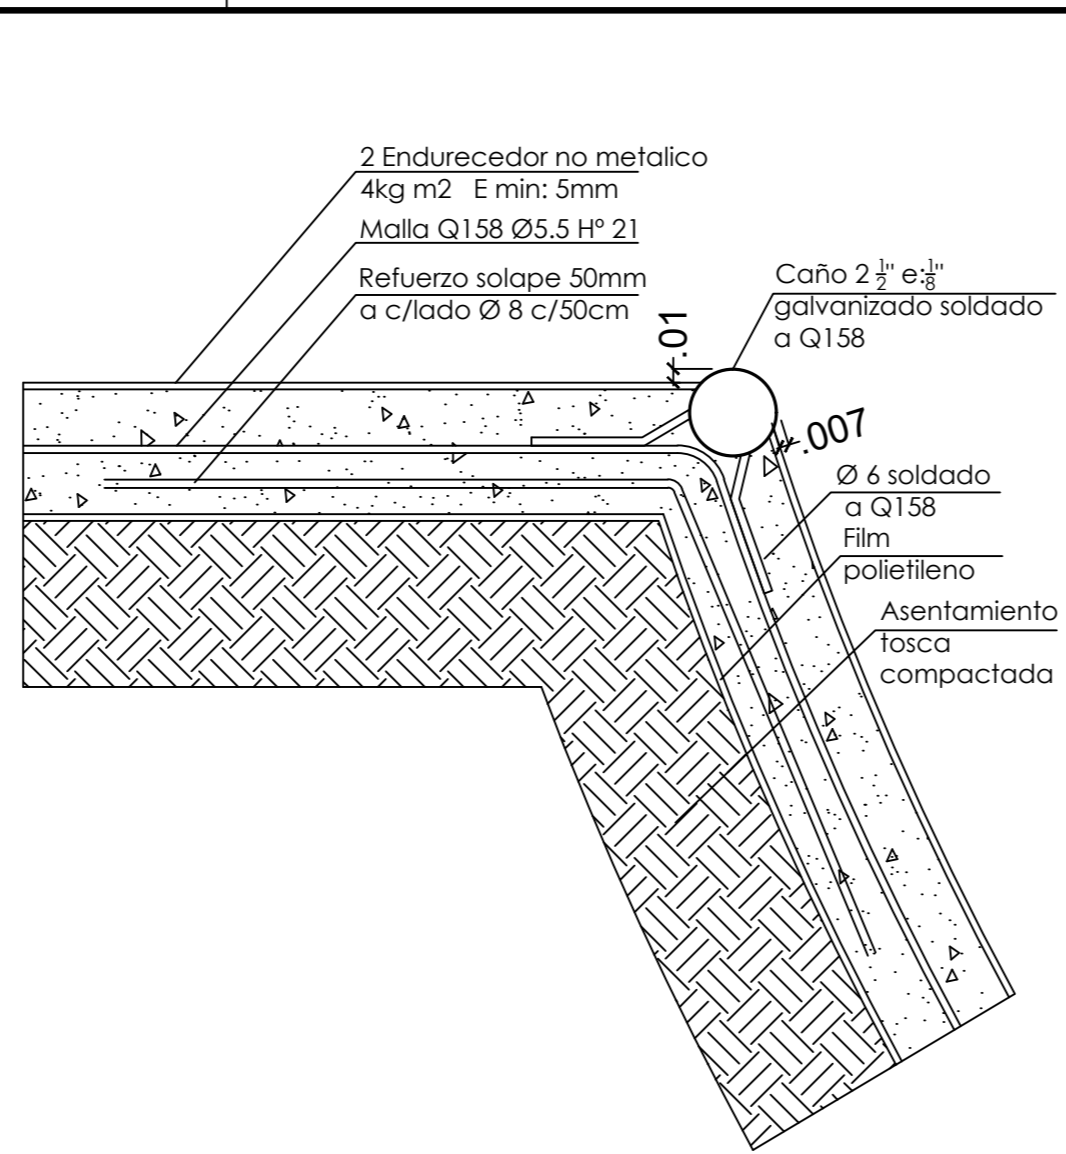 2 Endurecedor no metalico
4kg m2 E min: 5mm
Malla Q158 Ø5.5 Hº 21
Refuerzo solape 50mm
a c/lado Ø 8 c/50cm
Caño 2 1/2" e:1/8"
galvanizado soldado
a Q158
.01
.007
Ø 6 soldado
a Q158
Film
polietileno
Asentamiento
tosca
compactada